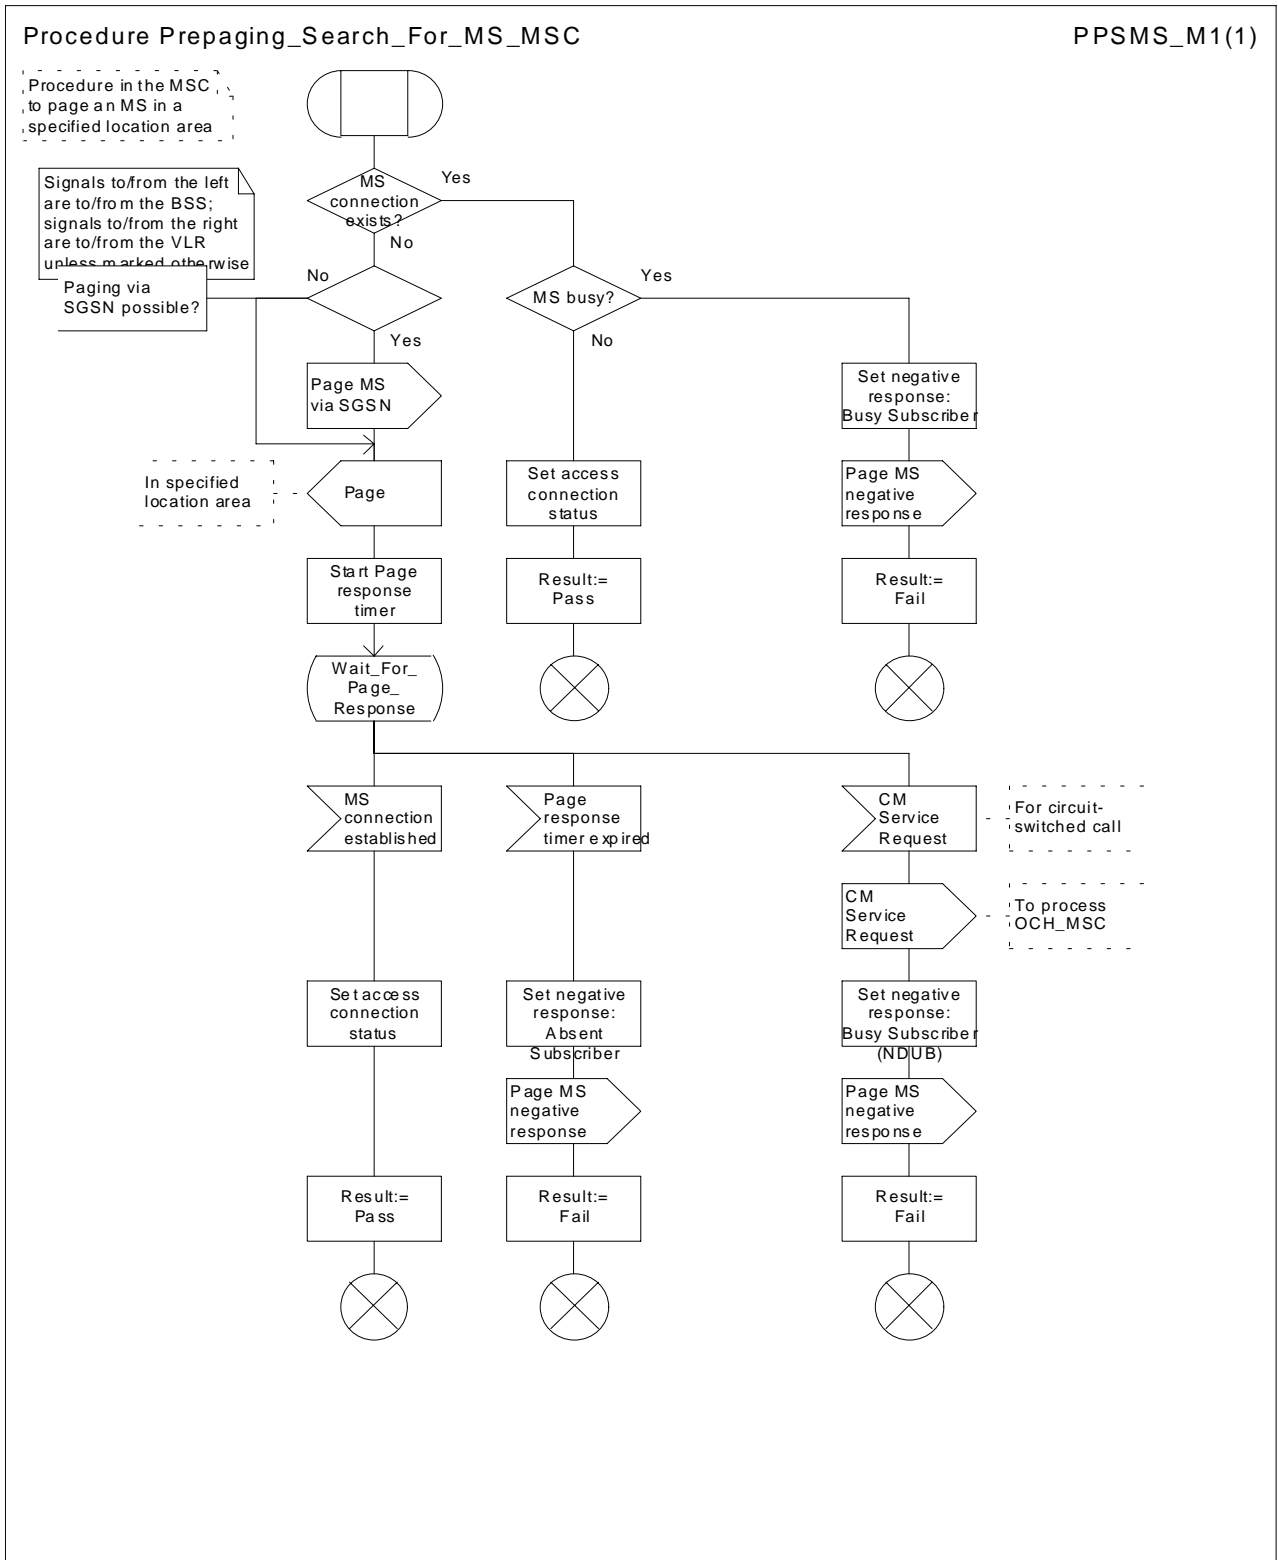 Procedure Prepaging_Search_For_MS_MSC
PPSMS_M1(1)
Procedure in the MSC
to page an MS in a
specified location area
Signals to/from the left
are to/from the BSS;
signals to/from the right
are to/from the VLR
unless marked otherwise
MS
connection
exists?
Yes
No
Paging via
SGSN possible?
No
Yes
MS busy?
Yes
No
Page MS
via SGSN
Set negative
response:
Busy Subscriber
In specified
location area
Page
Set access
connection
status
Page MS
negative
response
Start Page
response
timer
Result:=
Pass
Result:=
Fail
Wait_For_
Page_
Response
MS
connection
established
Page
response
timer expired
CM
Service
Request
For circuit-
switched call
CM
Service
Request
To process
OCH_MSC
Set access
connection
status
Set negative
response:
Absent
Subscriber
Set negative
response:
Busy Subscriber
(NDUB)
Page MS
negative
response
Page MS
negative
response
Result:=
Pass
Result:=
Fail
Result:=
Fail